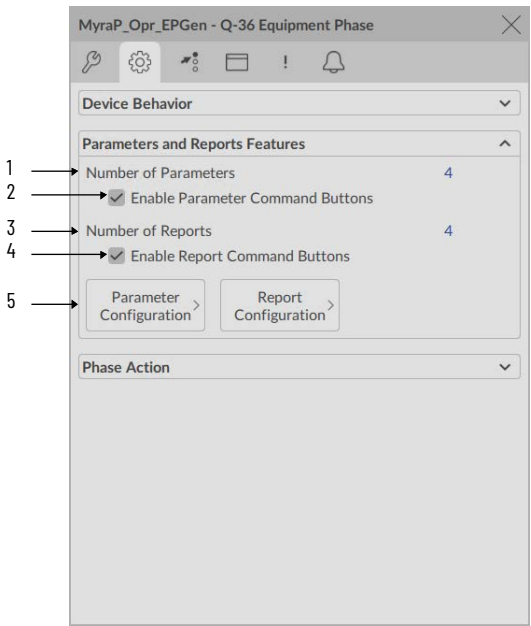 MyraP_Opr_EPGen - Q-36 Equipment Phase
!
Device Behavior
Parameters and Reports Features
1
Number of Parameters 4
2
Enable Parameter Command Buttons
3
Number of Reports 4
4
Enable Report Command Buttons
5
Parameter
Configuration
Report
Configuration
Phase Action